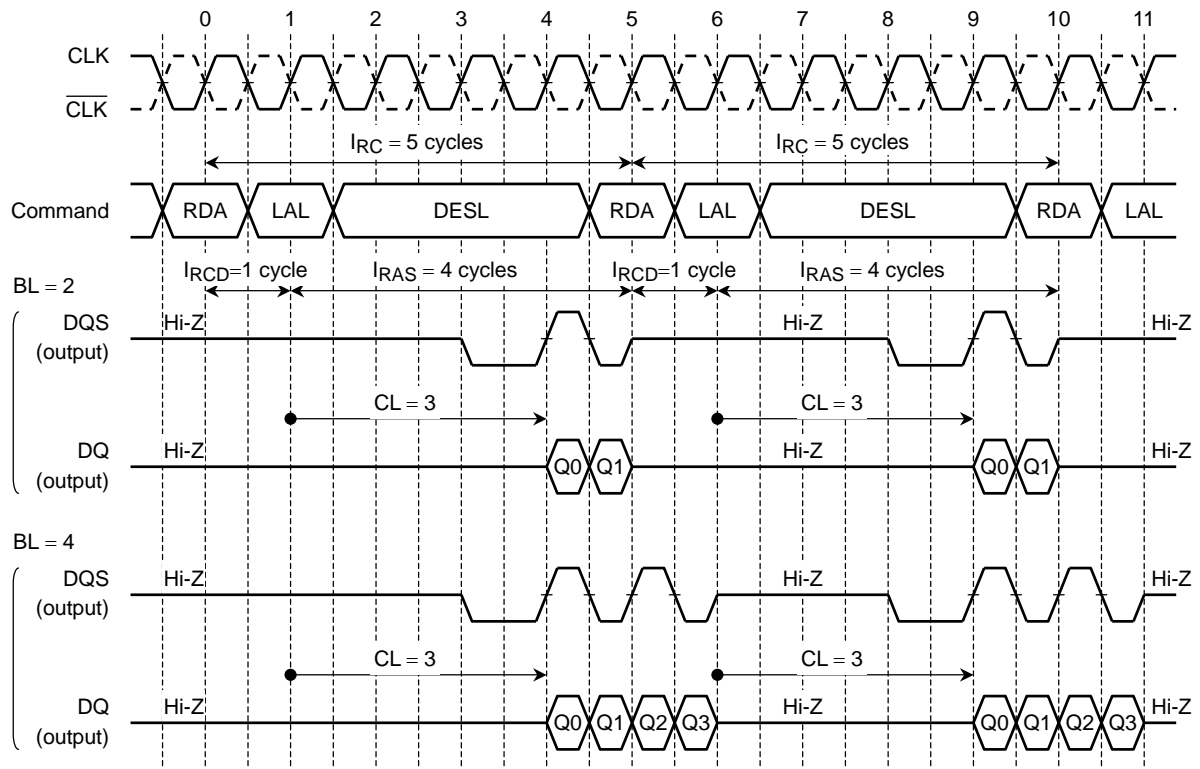 0 1 2 3 4 5 6 7 8 9 10 11
CLK
CLK
IRC = 5 cycles IRC = 5 cycles
Command RDA LAL DESL RDA LAL DESL RDA LAL
IRCD=1 cycle IRAS = 4 cycles IRCD=1 cycle IRAS = 4 cycles
BL = 2
DQS Hi-Z Hi-Z Hi-Z
(output)
CL = 3 CL = 3
DQ Hi-Z Q0 Q1 Hi-Z Q0 Q1 Hi-Z
(output)
BL = 4
DQS Hi-Z Hi-Z Hi-Z
(output)
CL = 3 CL = 3
DQ Hi-Z Q0 Q1 Q2 Q3 Hi-Z Q0 Q1 Q2 Q3 Hi-Z
(output)